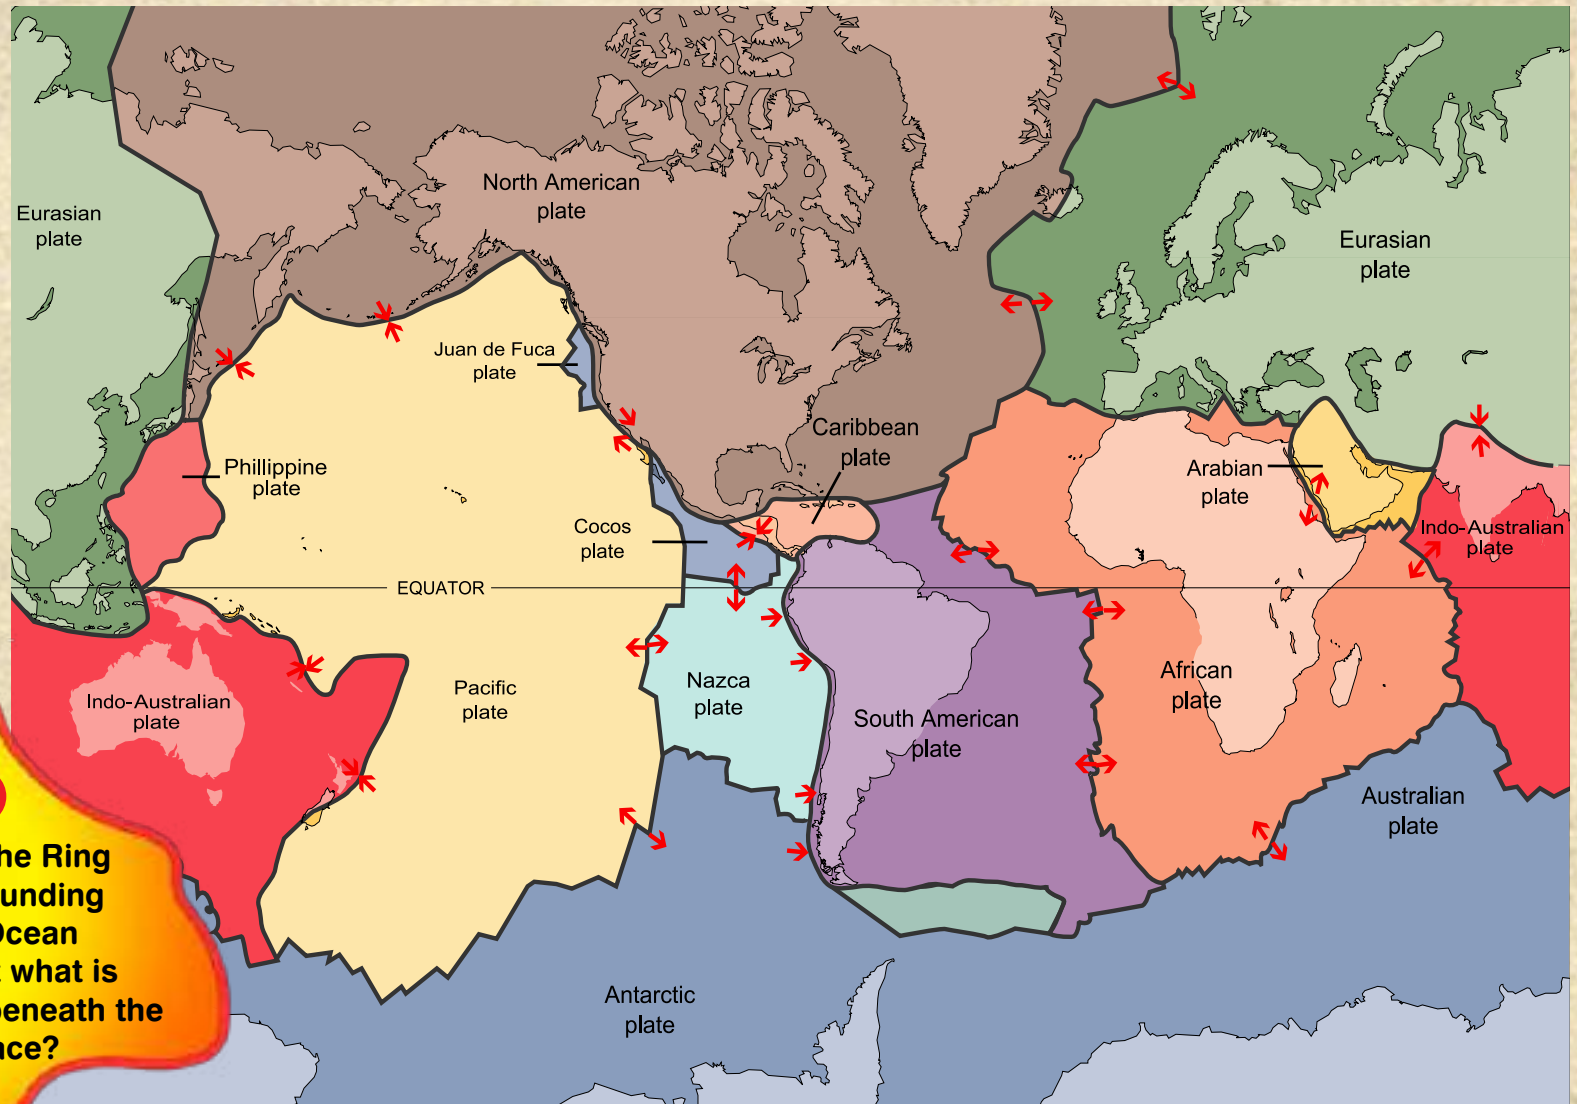 North American
plate
Eurasian
plate
Eurasian
plate
Juan de Fuca
plate
Caribbean
plate
Phillippine
plate
Arabian
plate
Cocos
plate
Indo-Australian
plate
EQUATOR
Indo-Australian
plate
Pacific
plate
Nazca
plate
South American
plate
African
plate
Australian
plate
Antarctic
plate
he Ring
unding
Ocean
what is
beneath the
ace?